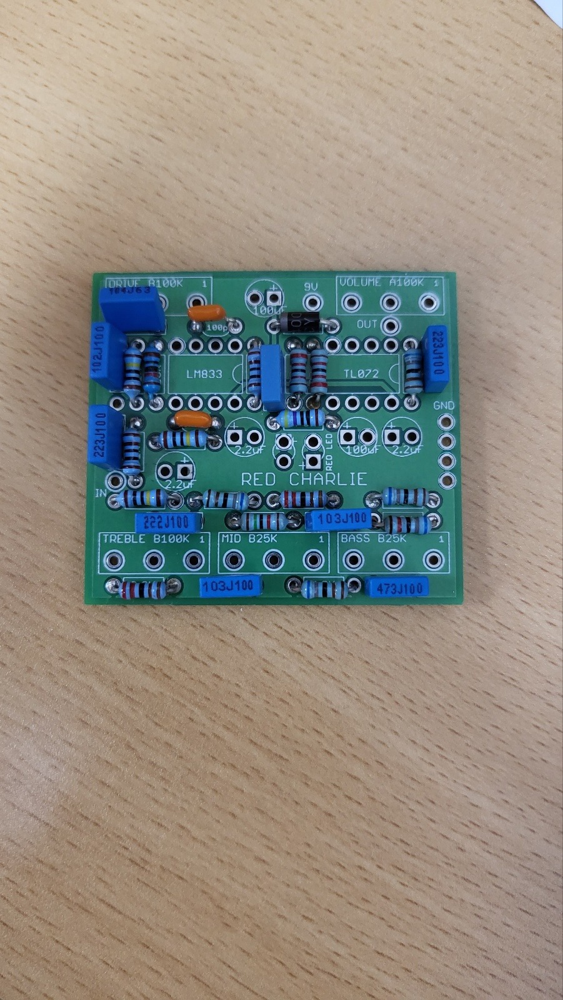 DRIVE B100K 1
+
9V
VOLUME A100K 1
104J63
100uF
100p
OUT
102J100
223J100
LM833
TL072
GND
223J100
+
+
+
2.2uF
100uF
2.2uF
RED LED
+
+
2.2uF
RED CHARLIE
IN
222J100
103J100
TREBLE B100K 1
MID B25K 1
BASS B25K 1
103J100
473J100